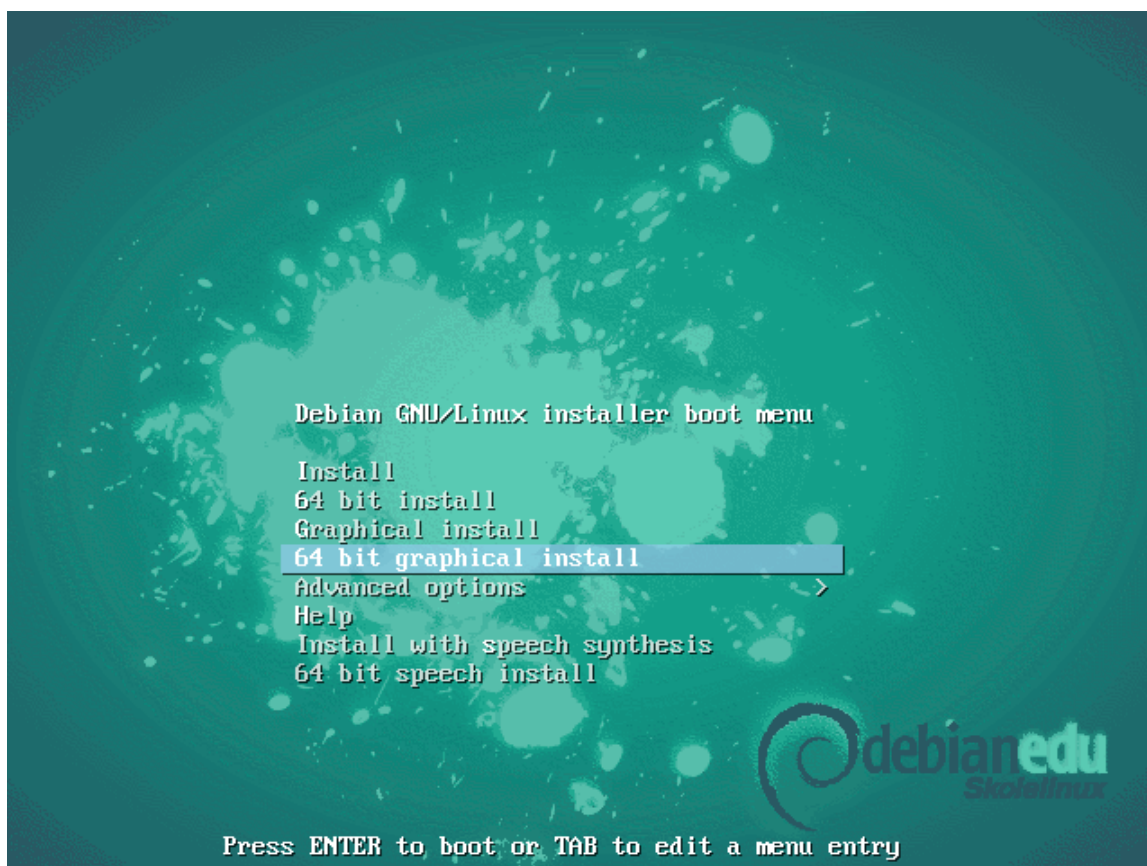 Debian GNU/Linux installer boot menu
Install
64 bit install
Graphical install
64 bit graphical install
Advanced options >
Help
Install with speech synthesis
64 bit speech install
debianedu
Skolelinux
Press ENTER to boot or TAB to edit a menu entry